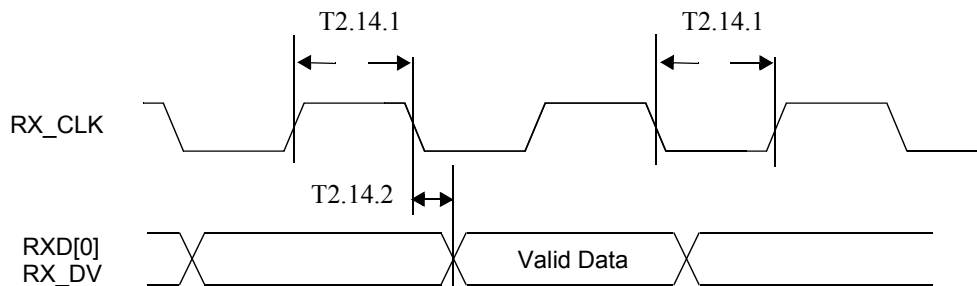 T2.14.1 T2.14.1
RX_CLK
T2.14.2
RXD[0]
RX_DV
Valid Data